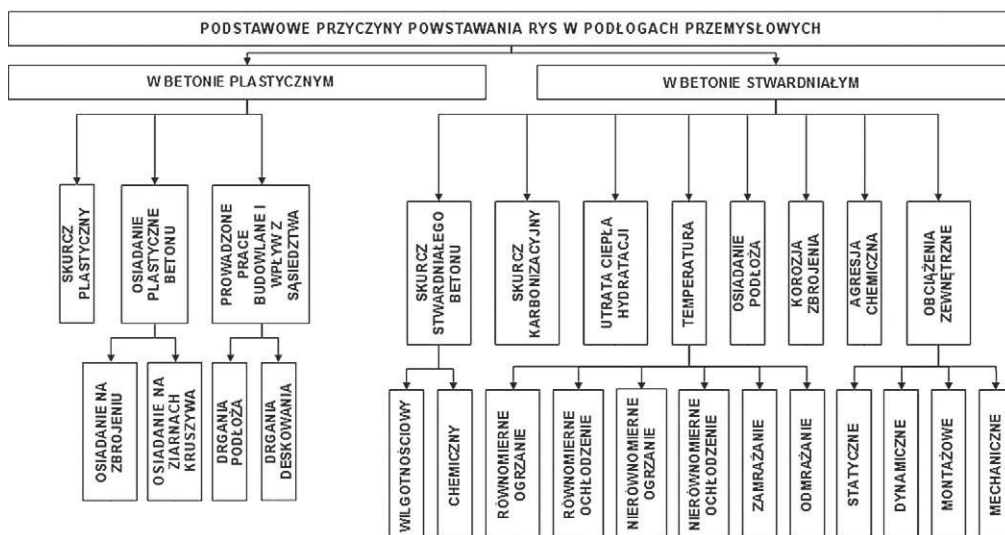 PODSTAWOWE PRZYCZYNY POWSTAWANIA RYS W PODŁOGACH PRZEMYSŁOWYCH
W BETONIE PLASTYCZNYM
W BETONIE STWARDNIAŁYM
SKURCZ
PLASTYCZNY
OSIADANIE
PLASTYCZNE
BETONU
PROWADZONE
PRACE
BUDOWLANE I
WPŁYW Z
SĄSIEDZTWA
SKURCZ
STWARDNIAŁEGO
BETONU
SKURCZ
KARBONIZACYJNY
UTRATA CIEPŁA
HYDRATACJI
TEMPERATURA
OSIADANIE
PODŁOŻA
KOROZJA
ZBROJENIA
AGRESJA
CHEMICZNA
OBCIĄŻENIA
ZEWNĘTRZNE
OSIADANIE NA
ZBROJENIU
OSIADANIE NA
ZIARNACH
KRUSZYWA
DRGANIA
PODŁOŻA
DRGANIA
DESKOWANIA
WILGOTNOŚCIOWY
CHEMICZNY
RÓWNOMIERNE
OGRZANIE
RÓWNOMIERNE
OCHŁODZENIE
NIERÓWNOMIERNE
OGRZANIE
NIERÓWNOMIERNE
OCHŁODZENIE
ZAMRAŻANIE
ODMRAŻANIE
STATYCZNE
DYNAMICZNE
MONTAŻOWE
MECHANICZNE